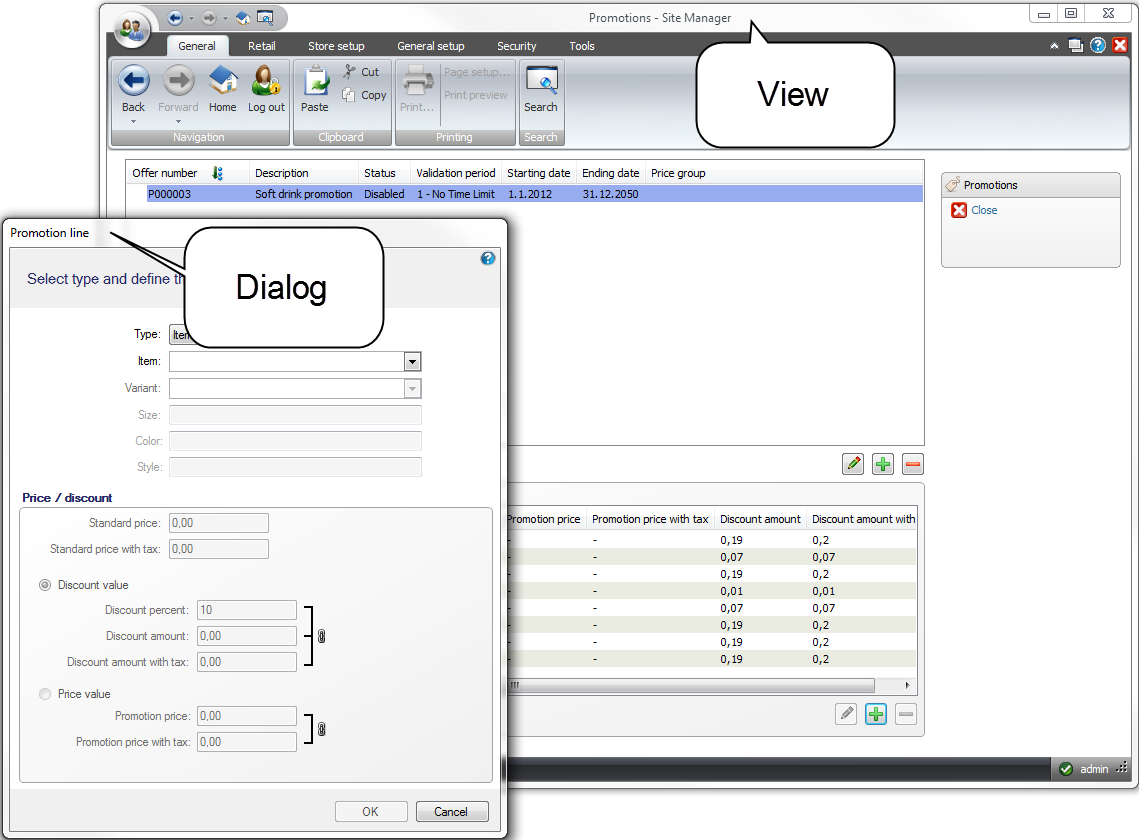 Promotions - Site Manager
General Retail Store setup General setup Security Tools
View
Back Forward Home Log out
Navigation
Paste Cut Copy
Clipboard
Print... Page setup... Print preview
Printing
Search
Search
Offer number Description Status Validation period Starting date Ending date Price group
P000003 Soft drink promotion Disabled 1 - No Time Limit 1.1.2012 31.12.2050
Promotions
Close
Promotion line
Dialog
Select type and define
Type:
Item:
Variant:
Size:
Color:
Style:
Price / discount
Standard price: 0,00
Standard price with tax: 0,00
Discount value
Discount percent: 10
Discount amount: 0,00
Discount amount with tax: 0,00
Price value
Promotion price: 0,00
Promotion price with tax: 0,00
OK Cancel
Promotion price Promotion price with tax Discount amount Discount amount with
- - 0,19 0,2
- - 0,07 0,07
- - 0,19 0,2
- - 0,01 0,01
- - 0,07 0,07
- - 0,19 0,2
- - 0,19 0,2
- - 0,19 0,2
admin